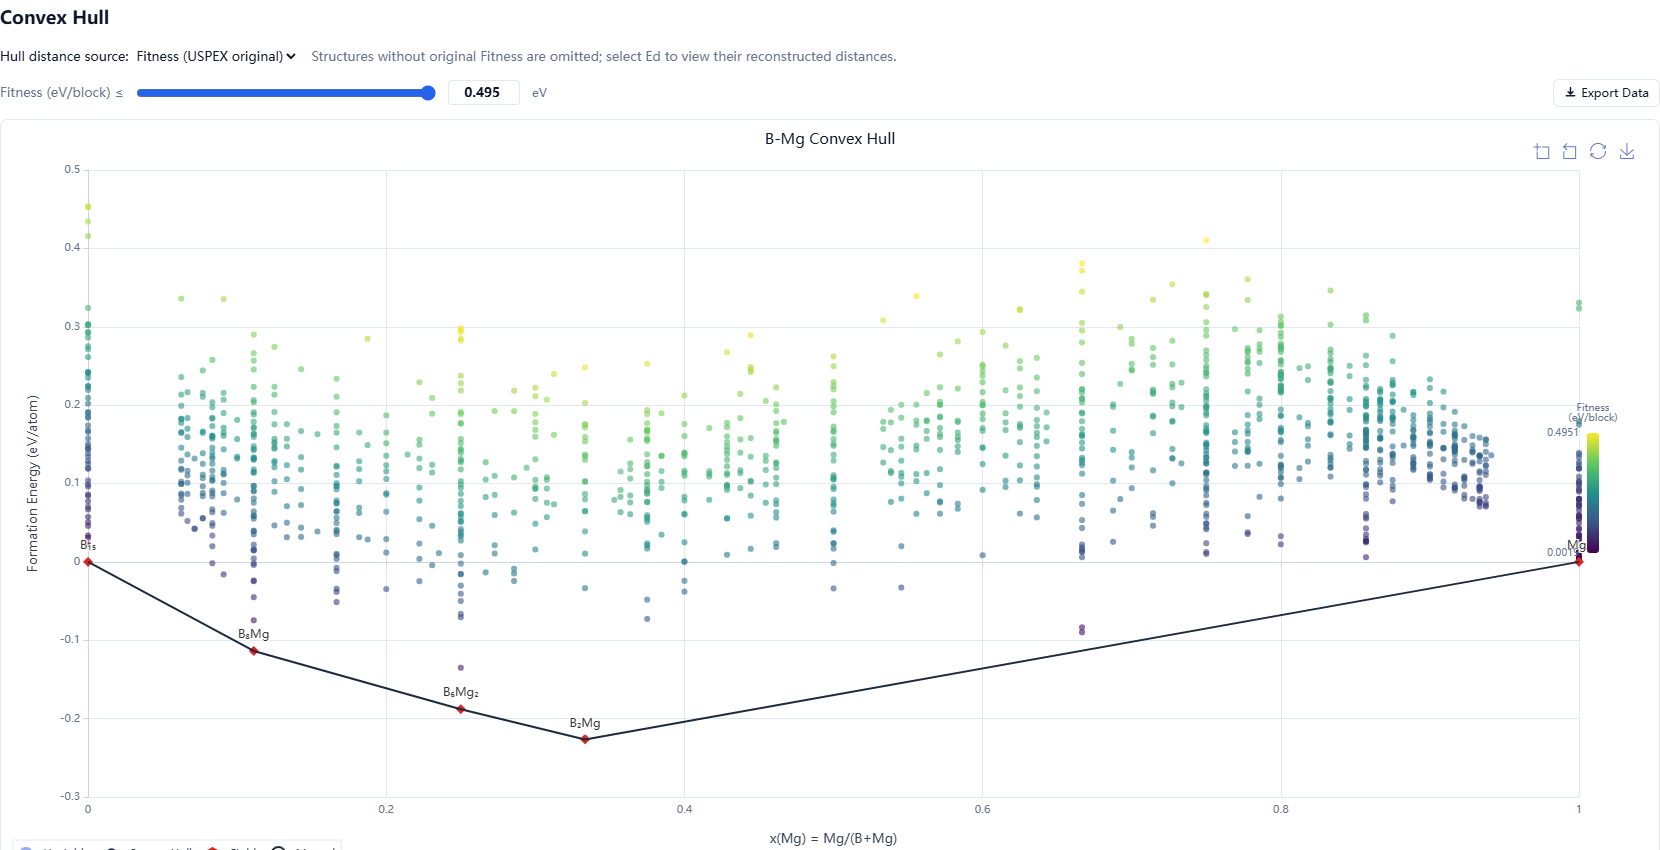 Convex Hull
Hull distance source: Fitness (USPEX original) Structures without original Fitness are omitted; select Ed to view their reconstructed distances.
Fitness (eV/block) ≤ 0.495 eV
Export Data
B-Mg Convex Hull
0.5
0.4
0.3
0.2
0.1
0
-0.1
-0.2
-0.3
Formation Energy (eV/atom)
B₁₅
B₈Mg
B₆Mg₂
B₂Mg
Mg
Fitness
(eV/block)
0.4951
0 0.2 0.4 0.6 0.8 1
x(Mg) = Mg/(B+Mg)